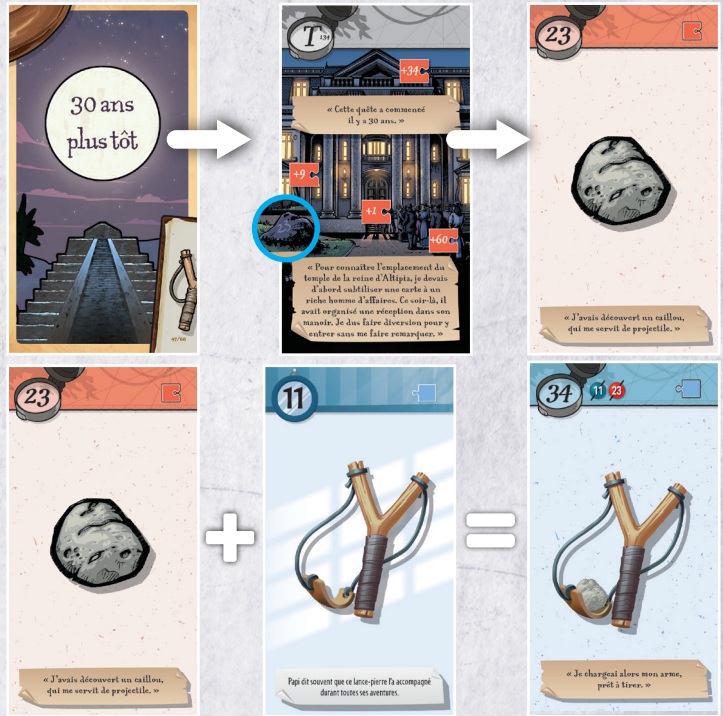 30 ans
plus tôt
47/60
T :34
+34
« Cette quête a commencé
il y a 30 ans. »
+9
+1
23
+60
« Pour connaître l'emplacement du
temple de la reine d'Altipia, je devais
d'abord subtiliser une carte à un
riche homme d'affaires. Ce soir-là, il
avait organisé une réception dans son
manoir. Je dus faire diversion pour y
entrer sans me faire remarquer. »
23
« J'avais découvert un caillou,
qui me servit de projectile. »
23
« J'avais découvert un caillou,
qui me servit de projectile. »
+
11
Papi dit souvent que ce lance-pierre l'a accompagné
durant toutes ses aventures.
=
34 11 23
« Je chargeai alors mon arme,
prêt à tirer. »